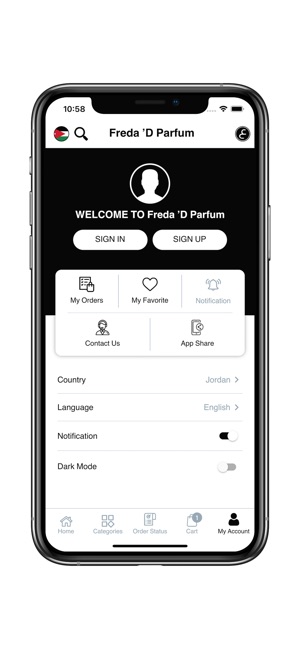 10:58
Freda 'D Parfum
ع
WELCOME TO Freda 'D Parfum
SIGN IN
SIGN UP
My Orders
My Favorite
Notification
Contact Us
App Share
Country
Jordan
Language
English
Notification
Dark Mode
1
Home
Categories
Order Status
Cart
My Account